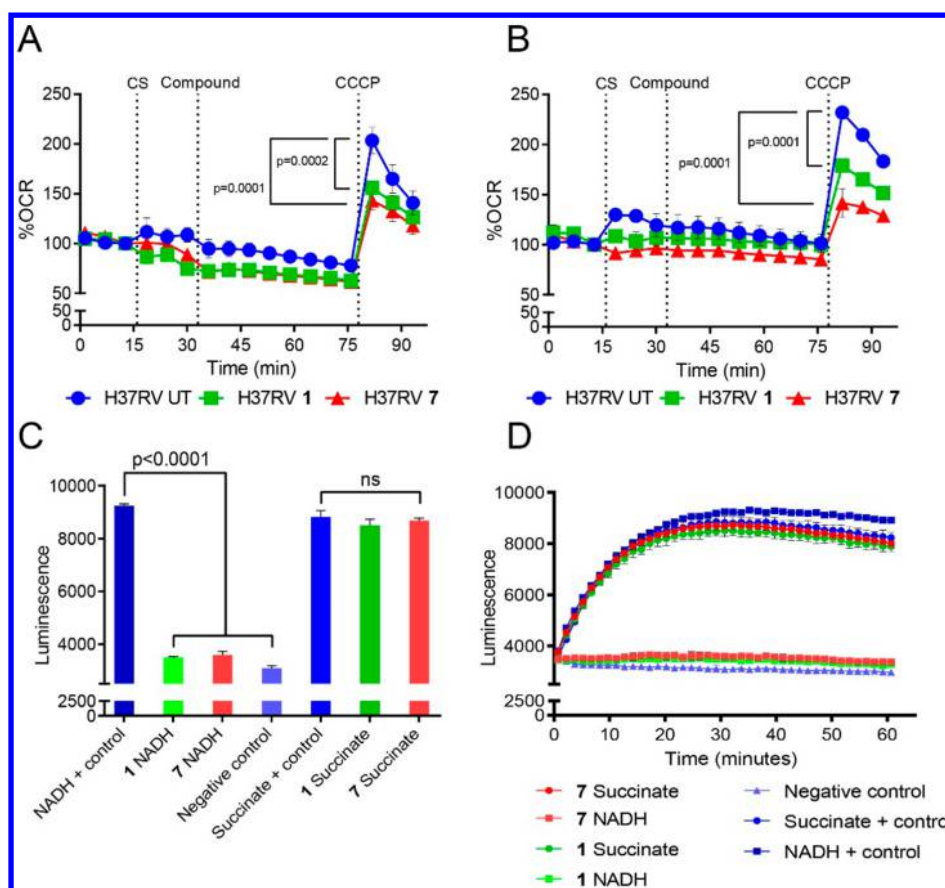 A
CS Compound CCCP
250
200
150
100
50
50
0
%OCR
p=0.0002
p=0.0001
0 15 30 45 60 75 90
Time (min)
H37RV UT H37RV 1 H37RV 7
B
CS Compound CCCP
250
200
150
100
50
50
0
%OCR
p=0.0001
p=0.0001
0 15 30 45 60 75 90
Time (min)
H37RV UT H37RV 1 H37RV 7
C
p<0.0001
ns
10000
8000
6000
4000
2500
0
Luminescence
NADH + control
1 NADH
7 NADH
Negative control
Succinate + control
1 Succinate
7 Succinate
D
10000
8000
6000
4000
2500
0
Luminescence
0 10 20 30 40 50 60
Time (minutes)
7 Succinate
7 NADH
1 Succinate
1 NADH
Negative control
Succinate + control
NADH + control